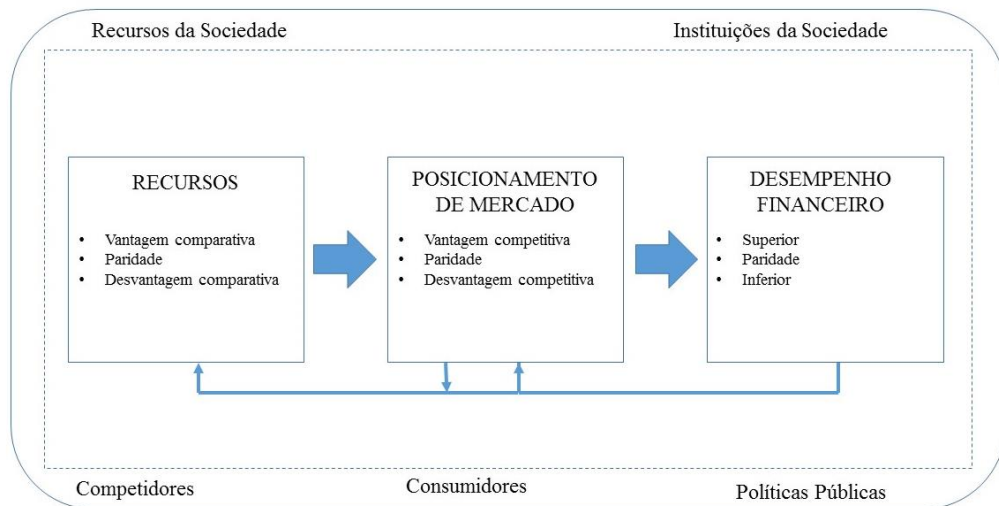 Recursos da Sociedade
Instituições da Sociedade
RECURSOS
• Vantagem comparativa
• Paridade
• Desvantagem comparativa
POSICIONAMENTO
DE MERCADO
• Vantagem competitiva
• Paridade
• Desvantagem competitiva
DESEMPENHO
FINANCEIRO
• Superior
• Paridade
• Inferior
Competidores
Consumidores
Políticas Públicas